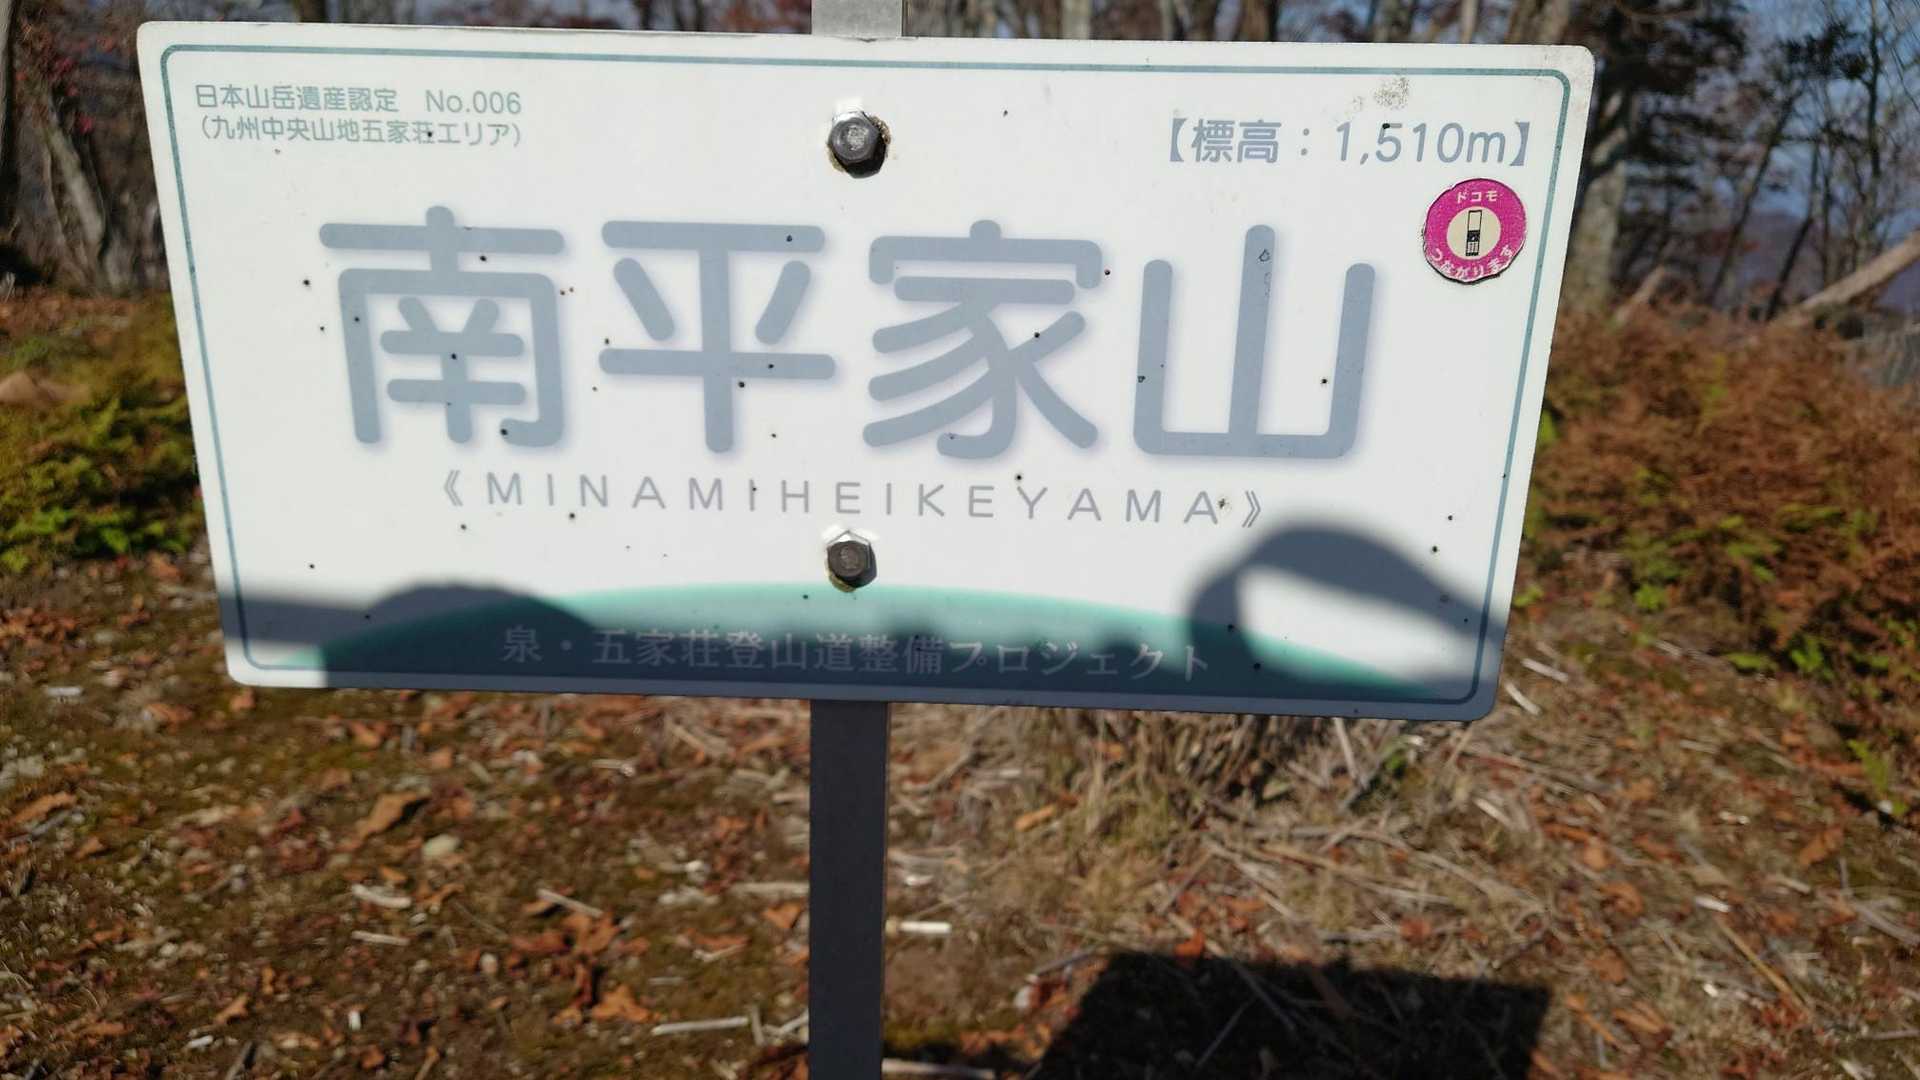 日本山岳遺産認定　No.006
（九州中央山地五家荘エリア）
【標高：1,510m】
ドコモ
つながります
南平家山
《MINAMIHEIKEYAMA》
泉・五家荘登山道整備プロジェクト